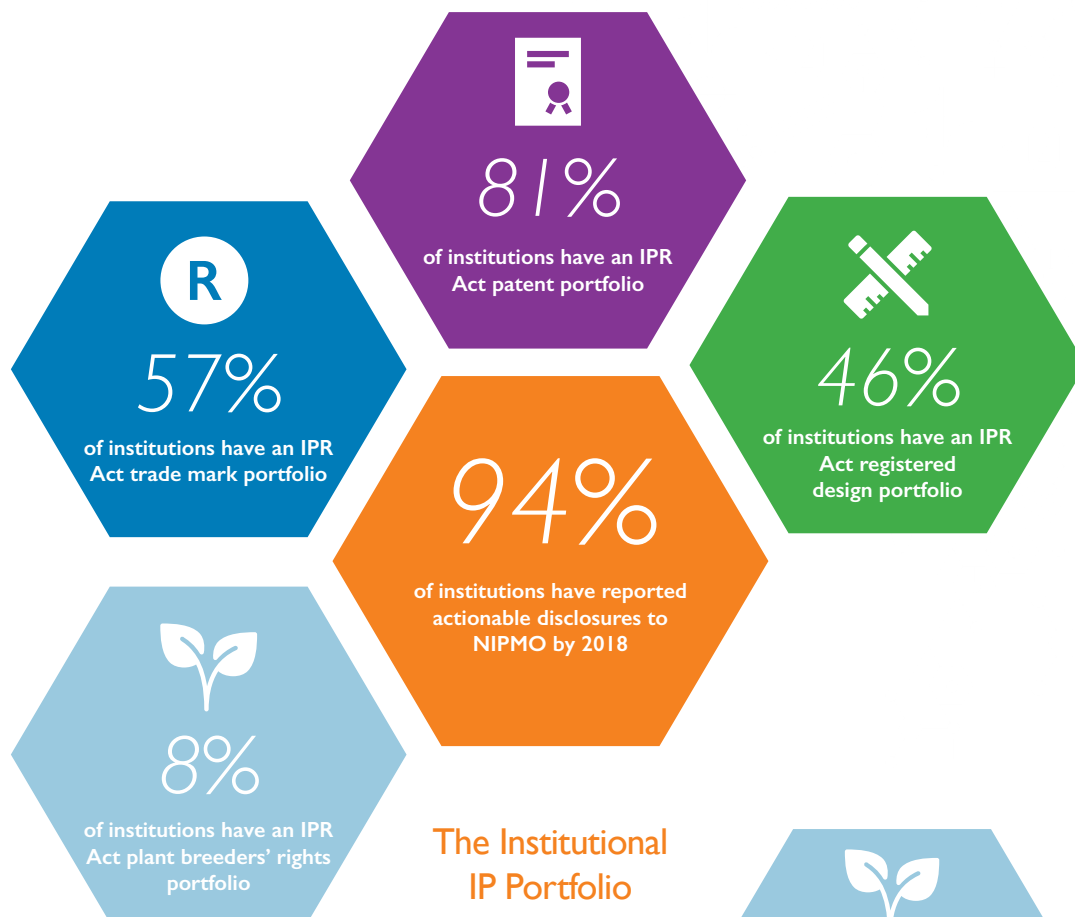 81%
of institutions have an IPR
Act patent portfolio
R
57%
of institutions have an IPR
Act trade mark portfolio
46%
of institutions have an IPR
Act registered
design portfolio
94%
of institutions have reported
actionable disclosures to
NIPMO by 2018
8%
of institutions have an IPR
Act plant breeders’ rights
portfolio
The Institutional
IP Portfolio